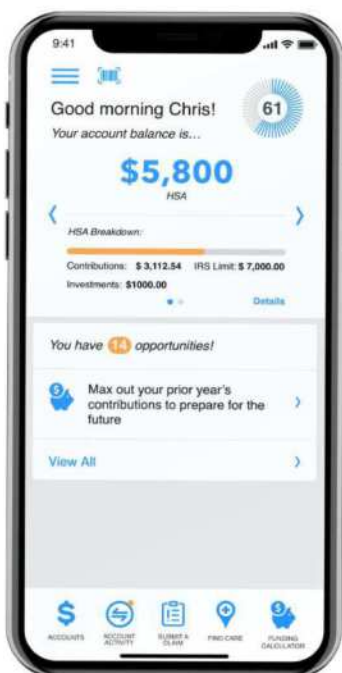 9:41
Good morning Chris!
61
Your account balance is...
$5,800
HSA
HSA Breakdown:
Contributions: $ 3,112.54 IRS Limit: $ 7,000.00
Investments: $1000.00
Details
You have 14 opportunities!
Max out your prior year's
contributions to prepare for the
future
View All
ACCOUNTS
ACCOUNT
ACTIVITY
SUBMIT A
CLAIM
FIND CARE
FUNDING
CALCULATOR